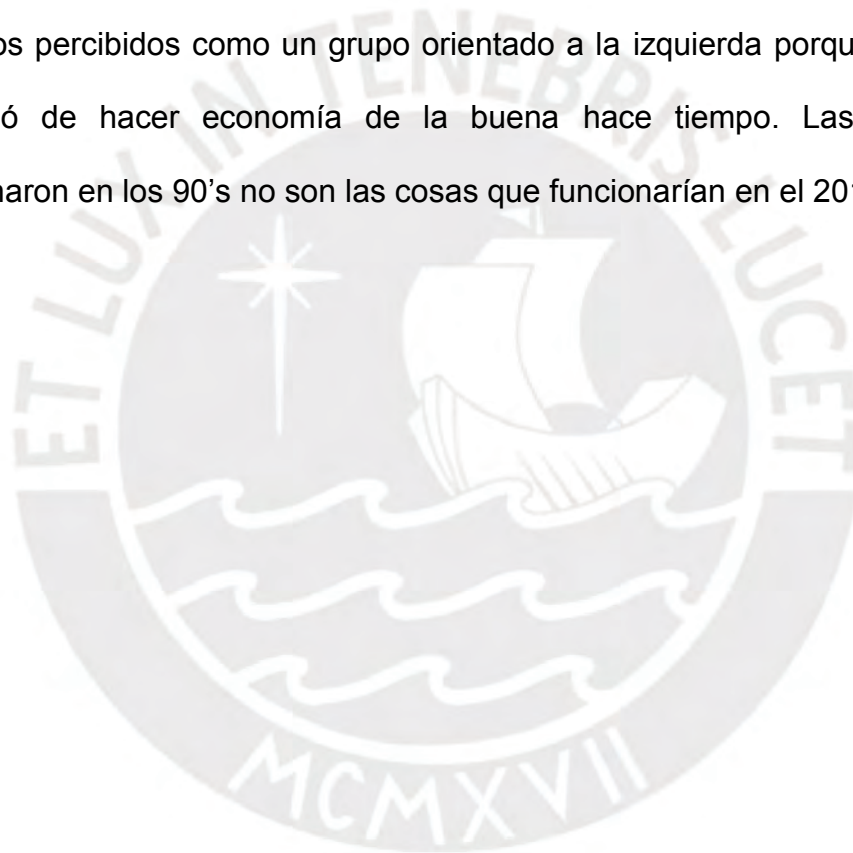 os percibidos como un grupo orientado a la izquierda porqu
ó de hacer economía de la buena hace tiempo. Las
naron en los 90’s no son las cosas que funcionarían en el 201
ET LUX IN TENEBRIS LUCET
MCMXVII